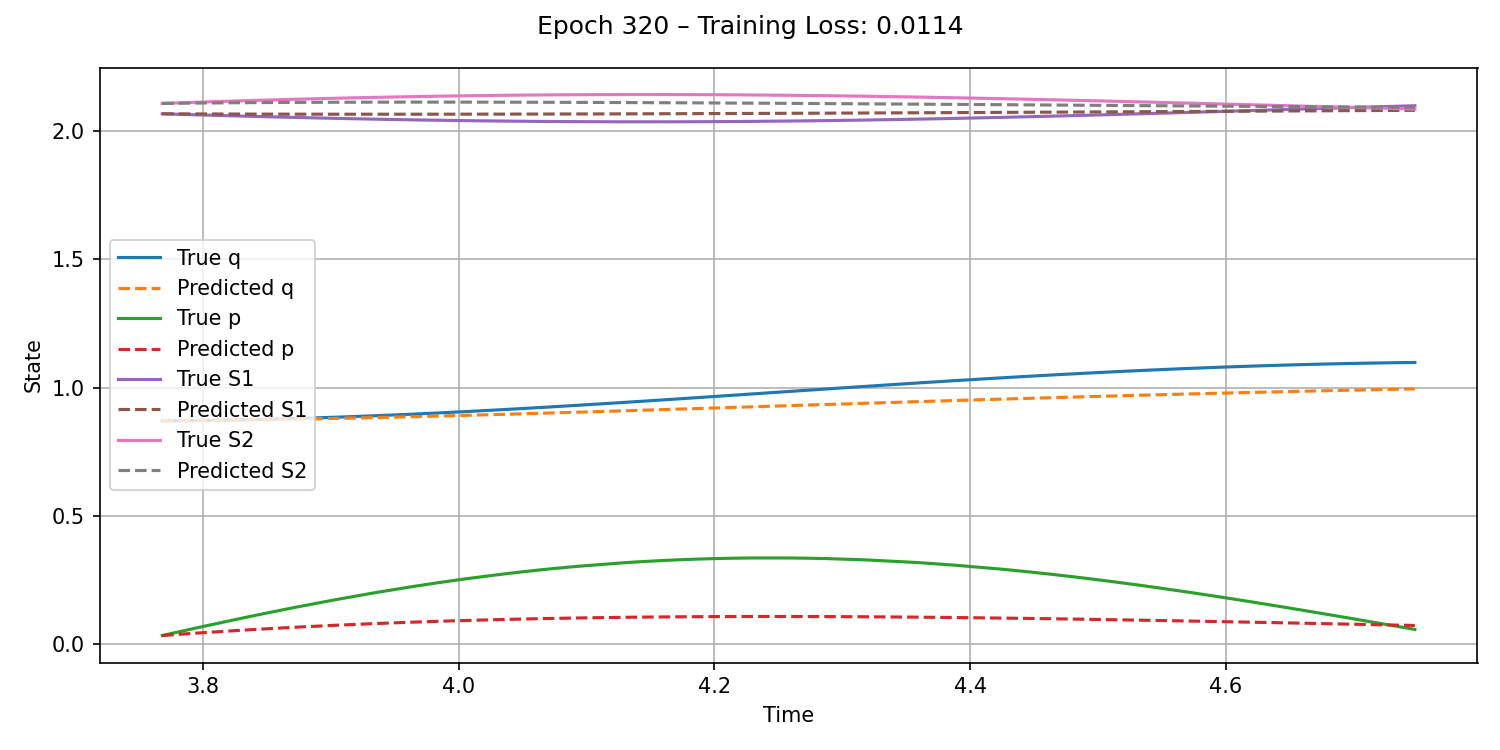 Epoch 320 – Training Loss: 0.0114
2.0
1.5
1.0
0.5
0.0
State
True q
Predicted q
True p
Predicted p
True S1
Predicted S1
True S2
Predicted S2
3.8 4.0 4.2 4.4 4.6
Time